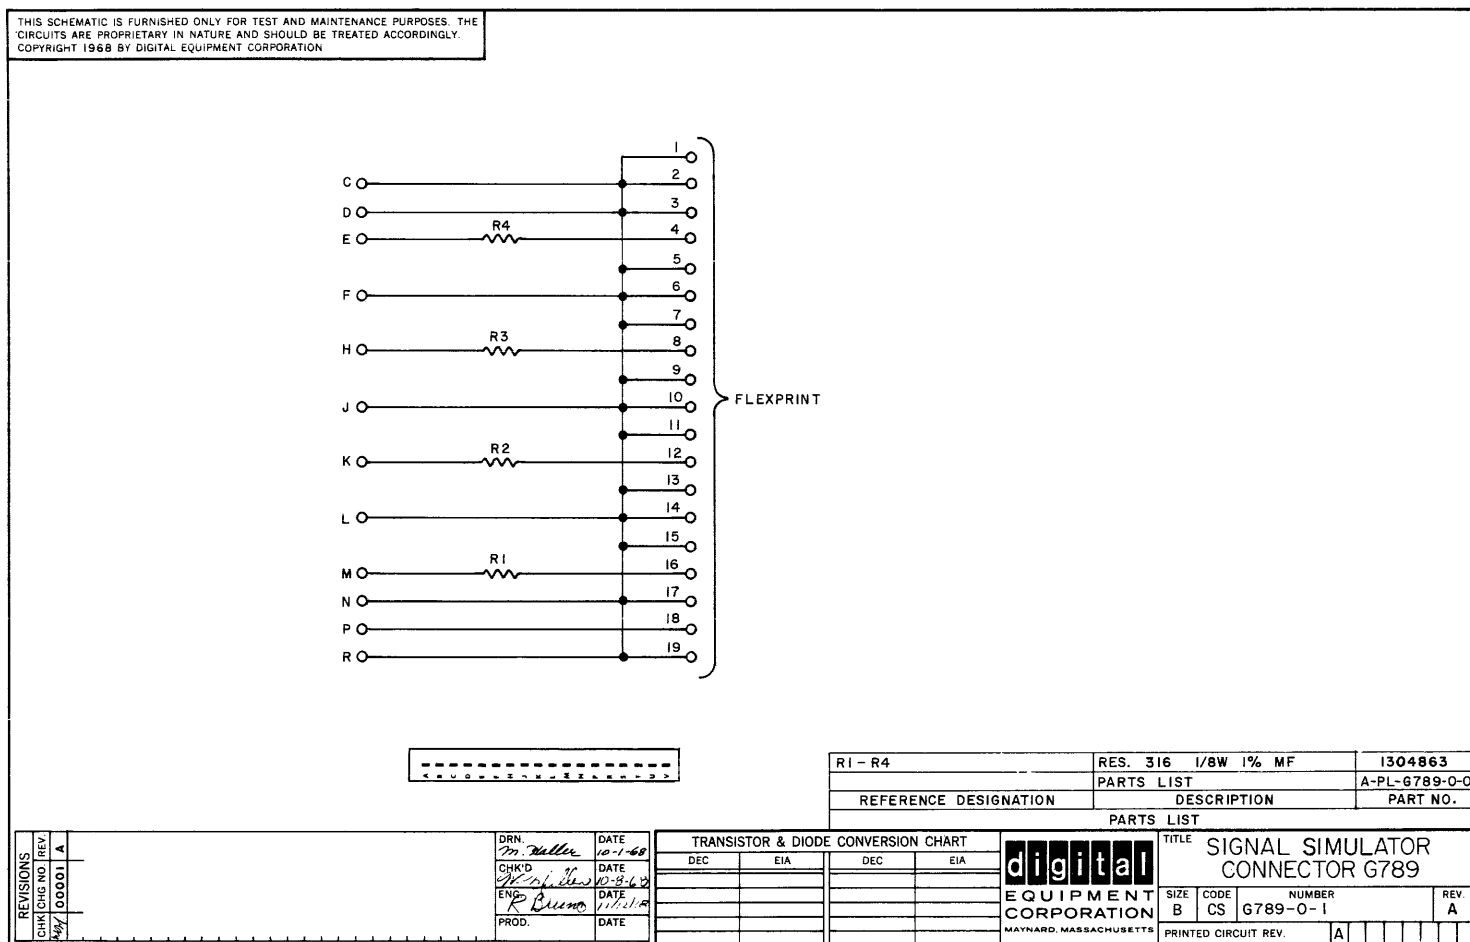 THIS SCHEMATIC IS FURNISHED ONLY FOR TEST AND MAINTENANCE PURPOSES. THE
CIRCUITS ARE PROPRIETARY IN NATURE AND SHOULD BE TREATED ACCORDINGLY.
COPYRIGHT 1968 BY DIGITAL EQUIPMENT CORPORATION
1
C 2
D 3
E R4 4
5
F 6
7
H R3 8
9
J 10
FLEXPRINT
11
K R2 12
13
L 14
15
M R1 16
N 17
P 18
R 19
R1-R4 RES. 316 1/8W 1% MF 1304863
PARTS LIST A-PL-G789-0-0
REFERENCE DESIGNATION DESCRIPTION PART NO.
PARTS LIST
REVISIONS
CHK CHG NO. REV.
00001 A
DRN. M. Haller DATE 10-1-68
CHK'D DATE 10-8-68
ENG R Bruno DATE
PROD. DATE
TRANSISTOR & DIODE CONVERSION CHART
DEC EIA DEC EIA
digital
EQUIPMENT
CORPORATION
MAYNARD, MASSACHUSETTS
TITLE SIGNAL SIMULATOR
CONNECTOR G789
SIZE CODE NUMBER REV.
B CS G789-0-1 A
PRINTED CIRCUIT REV. A